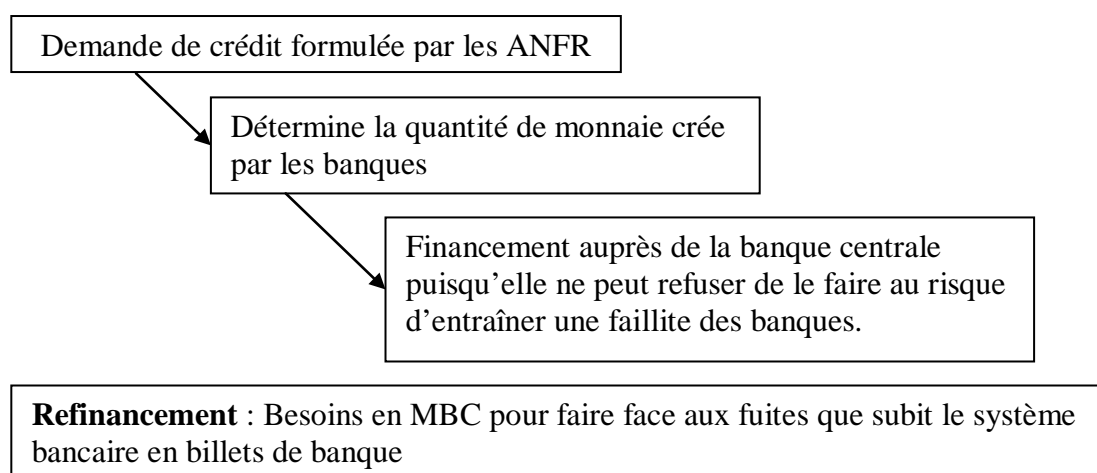 Demande de crédit formulée par les ANFR
Détermine la quantité de monnaie crée
par les banques
Financement auprès de la banque centrale
puisqu’elle ne peut refuser de le faire au risque
d’entraîner une faillite des banques.
Refinancement : Besoins en MBC pour faire face aux fuites que subit le système
bancaire en billets de banque